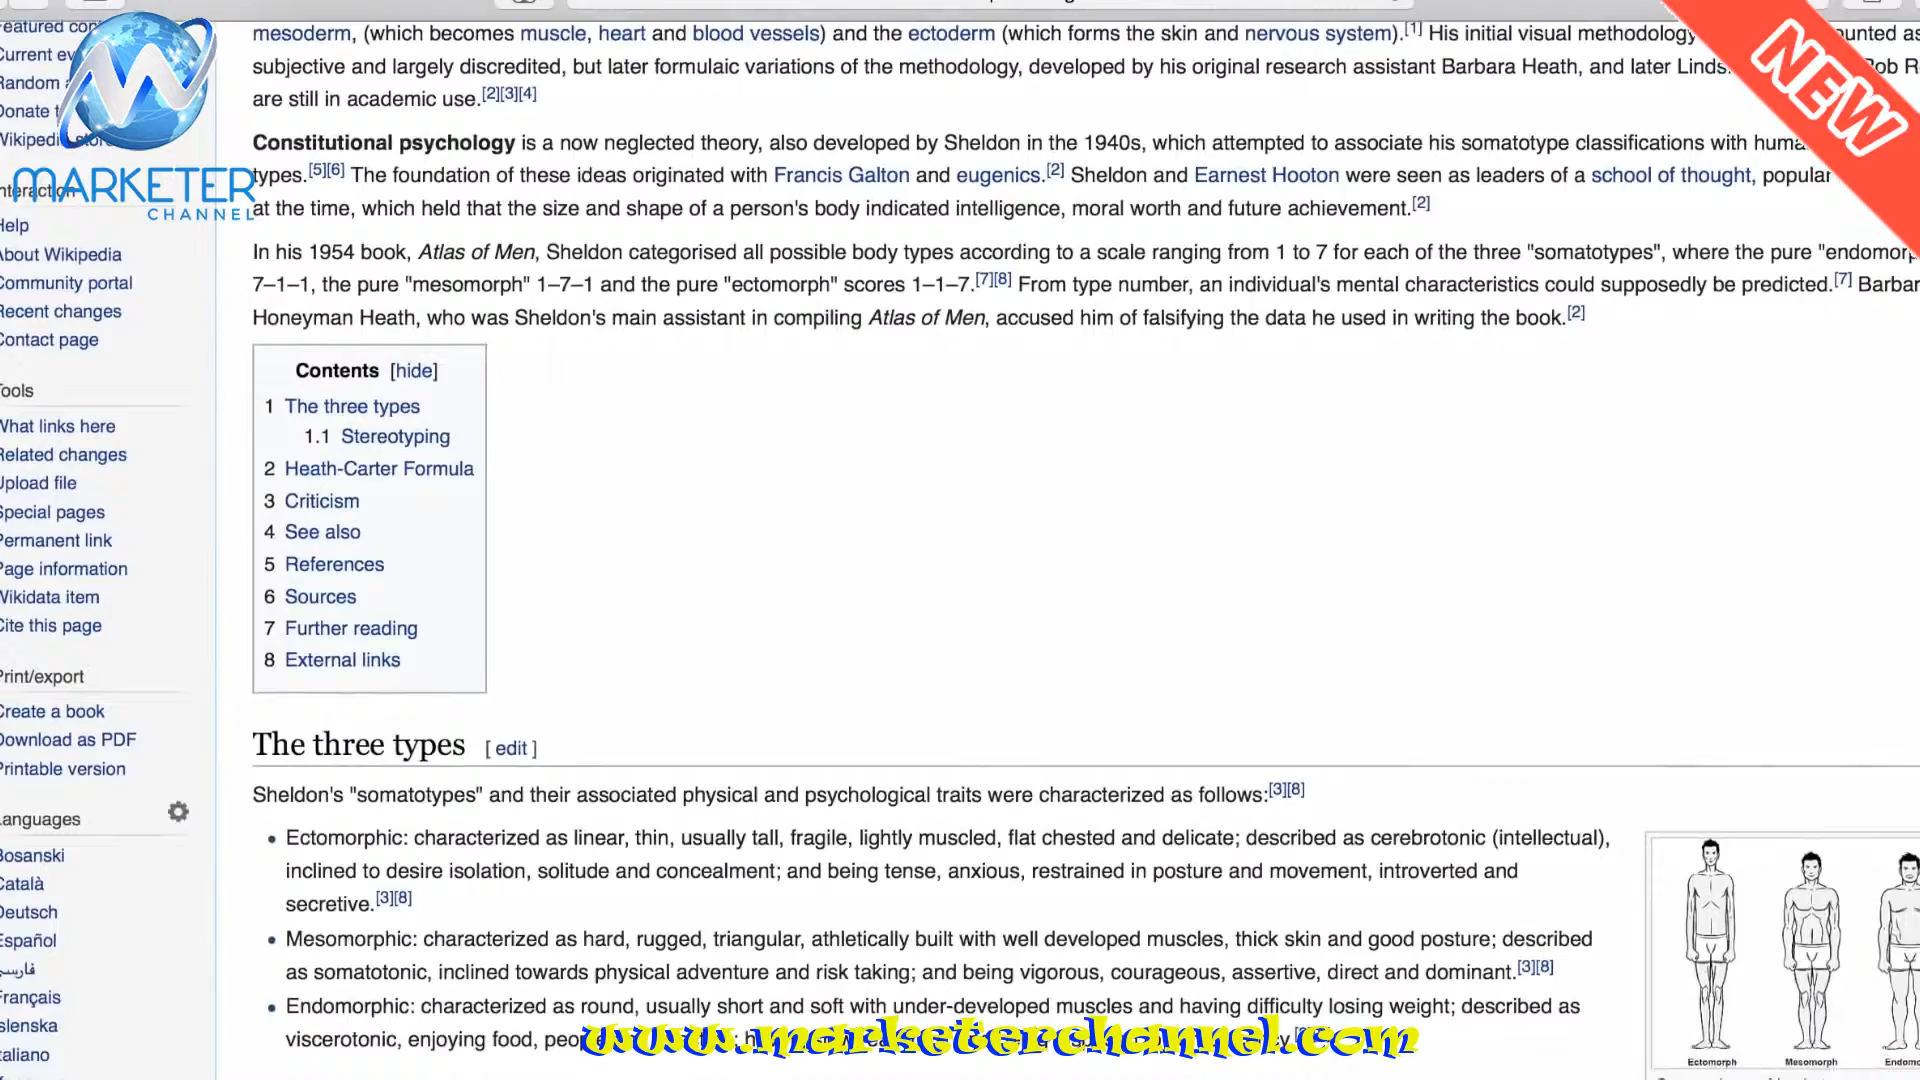 mesoderm, (which becomes muscle, heart and blood vessels) and the ectoderm (which forms the skin and nervous system).[1] His initial visual methodology
subjective and largely discredited, but later formulaic variations of the methodology, developed by his original research assistant Barbara Heath, and later
are still in academic use.[2][3][4]
Constitutional psychology is a now neglected theory, also developed by Sheldon in the 1940s, which attempted to associate his somatotype classifications with
types.[5][6] The foundation of these ideas originated with Francis Galton and eugenics.[2] Sheldon and Earnest Hooton were seen as leaders of a school of thought,
at the time, which held that the size and shape of a person's body indicated intelligence, moral worth and future achievement.[2]
In his 1954 book, Atlas of Men, Sheldon categorised all possible body types according to a scale ranging from 1 to 7 for each of the three "somatotypes", where the pure
7–1–1, the pure "mesomorph" 1–7–1 and the pure "ectomorph" scores 1–1–7.[7][8] From type number, an individual's mental characteristics could supposedly be predicted.[7]
Honeyman Heath, who was Sheldon's main assistant in compiling Atlas of Men, accused him of falsifying the data he used in writing the book.[2]
NEW
MARKETER
CHANNEL
Help
About Wikipedia
Community portal
Recent changes
Contact page
Tools
What links here
Related changes
Upload file
Special pages
Permanent link
Page information
Wikidata item
Cite this page
Print/export
Create a book
Download as PDF
Printable version
Languages
Bosanski
Català
Deutsch
Español
فارسی
Français
Íslenska
Italiano
Contents [hide]
1 The three types
1.1 Stereotyping
2 Heath-Carter Formula
3 Criticism
4 See also
5 References
6 Sources
7 Further reading
8 External links
The three types [ edit ]
Sheldon's "somatotypes" and their associated physical and psychological traits were characterized as follows:[3][8]
• Ectomorphic: characterized as linear, thin, usually tall, fragile, lightly muscled, flat chested and delicate; described as cerebrotonic (intellectual),
inclined to desire isolation, solitude and concealment; and being tense, anxious, restrained in posture and movement, introverted and
secretive.[3][8]
• Mesomorphic: characterized as hard, rugged, triangular, athletically built with well developed muscles, thick skin and good posture; described
as somatotonic, inclined towards physical adventure and risk taking; and being vigorous, courageous, assertive, direct and dominant.[3][8]
• Endomorphic: characterized as round, usually short and soft with under-developed muscles and having difficulty losing weight; described as
viscerotonic, enjoying food,
www.marketerchannel.com
Ectomorph
Mesomorph